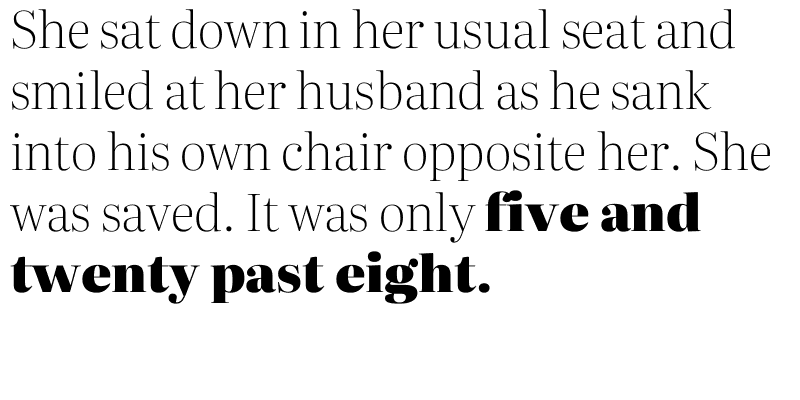 She sat down in her usual seat and
smiled at her husband as he sank
into his own chair opposite her. She
was saved. It was only five and
twenty past eight.